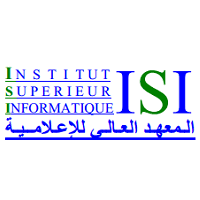 INSTITUT
SUPERIEUR
INFORMATIQUE
ISI
المعهد العالي للإعلامية